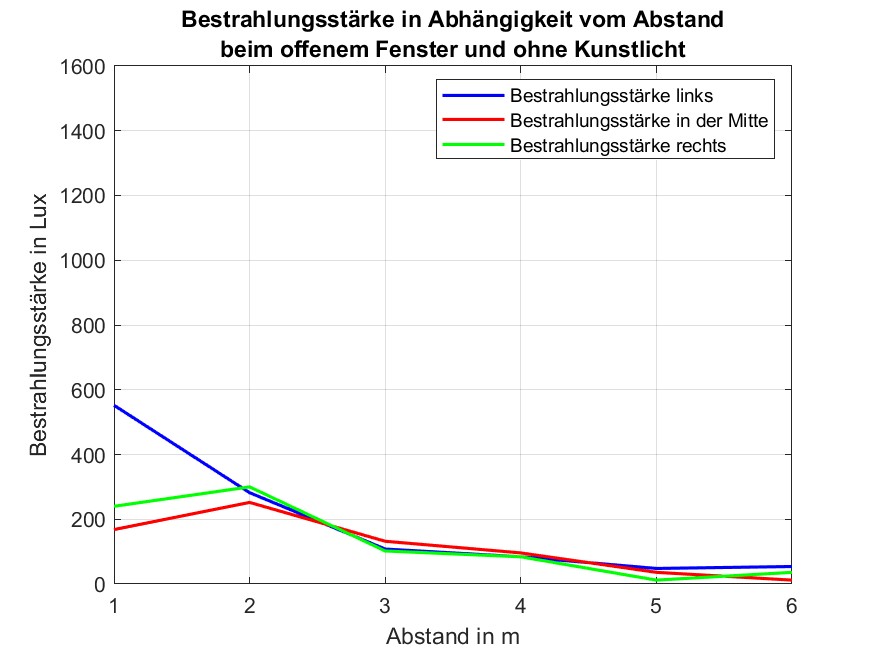 Bestrahlungsstärke in Abhängigkeit vom Abstand
beim offenem Fenster und ohne Kunstlicht
Bestrahlungsstärke in Lux
1600
1400
1200
1000
800
600
400
200
0
Bestrahlungsstärke links
Bestrahlungsstärke in der Mitte
Bestrahlungsstärke rechts
1 2 3 4 5 6
Abstand in m